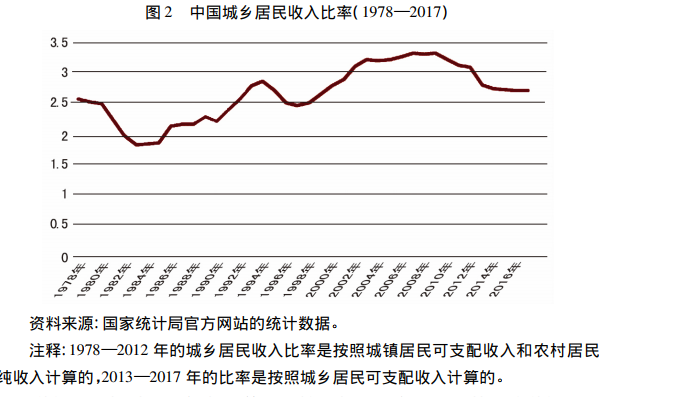 图2 中国城乡居民收入比率(1978—2017)
3.5
3
2.5
2
1.5
1
0.5
0
1978年 1980年 1982年 1984年 1986年 1988年 1990年 1992年 1994年 1996年 1998年 2000年 2002年 2004年 2006年 2008年 2010年 2012年 2014年 2016年
资料来源:国家统计局官方网站的统计数据。
注释:1978—2012 年的城乡居民收入比率是按照城镇居民可支配收入和农村居民
纯收入计算的,2013—2017 年的比率是按照城乡居民可支配收入计算的。